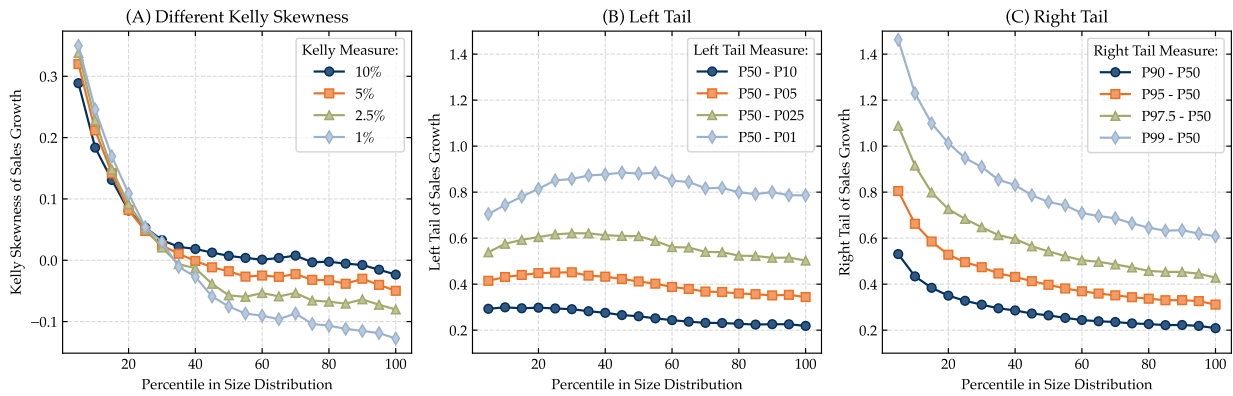 (A) Different Kelly Skewness
Kelly Skewness of Sales Growth
0.3
0.2
0.1
0.0
−0.1
Kelly Measure:
10%
5%
2.5%
1%
20 40 60 80 100
Percentile in Size Distribution
(B) Left Tail
Left Tail of Sales Growth
1.4
1.2
1.0
0.8
0.6
0.4
0.2
Left Tail Measure:
P50 - P10
P50 - P05
P50 - P025
P50 - P01
20 40 60 80 100
Percentile in Size Distribution
(C) Right Tail
Right Tail of Sales Growth
1.4
1.2
1.0
0.8
0.6
0.4
0.2
Right Tail Measure:
P90 - P50
P95 - P50
P97.5 - P50
P99 - P50
20 40 60 80 100
Percentile in Size Distribution